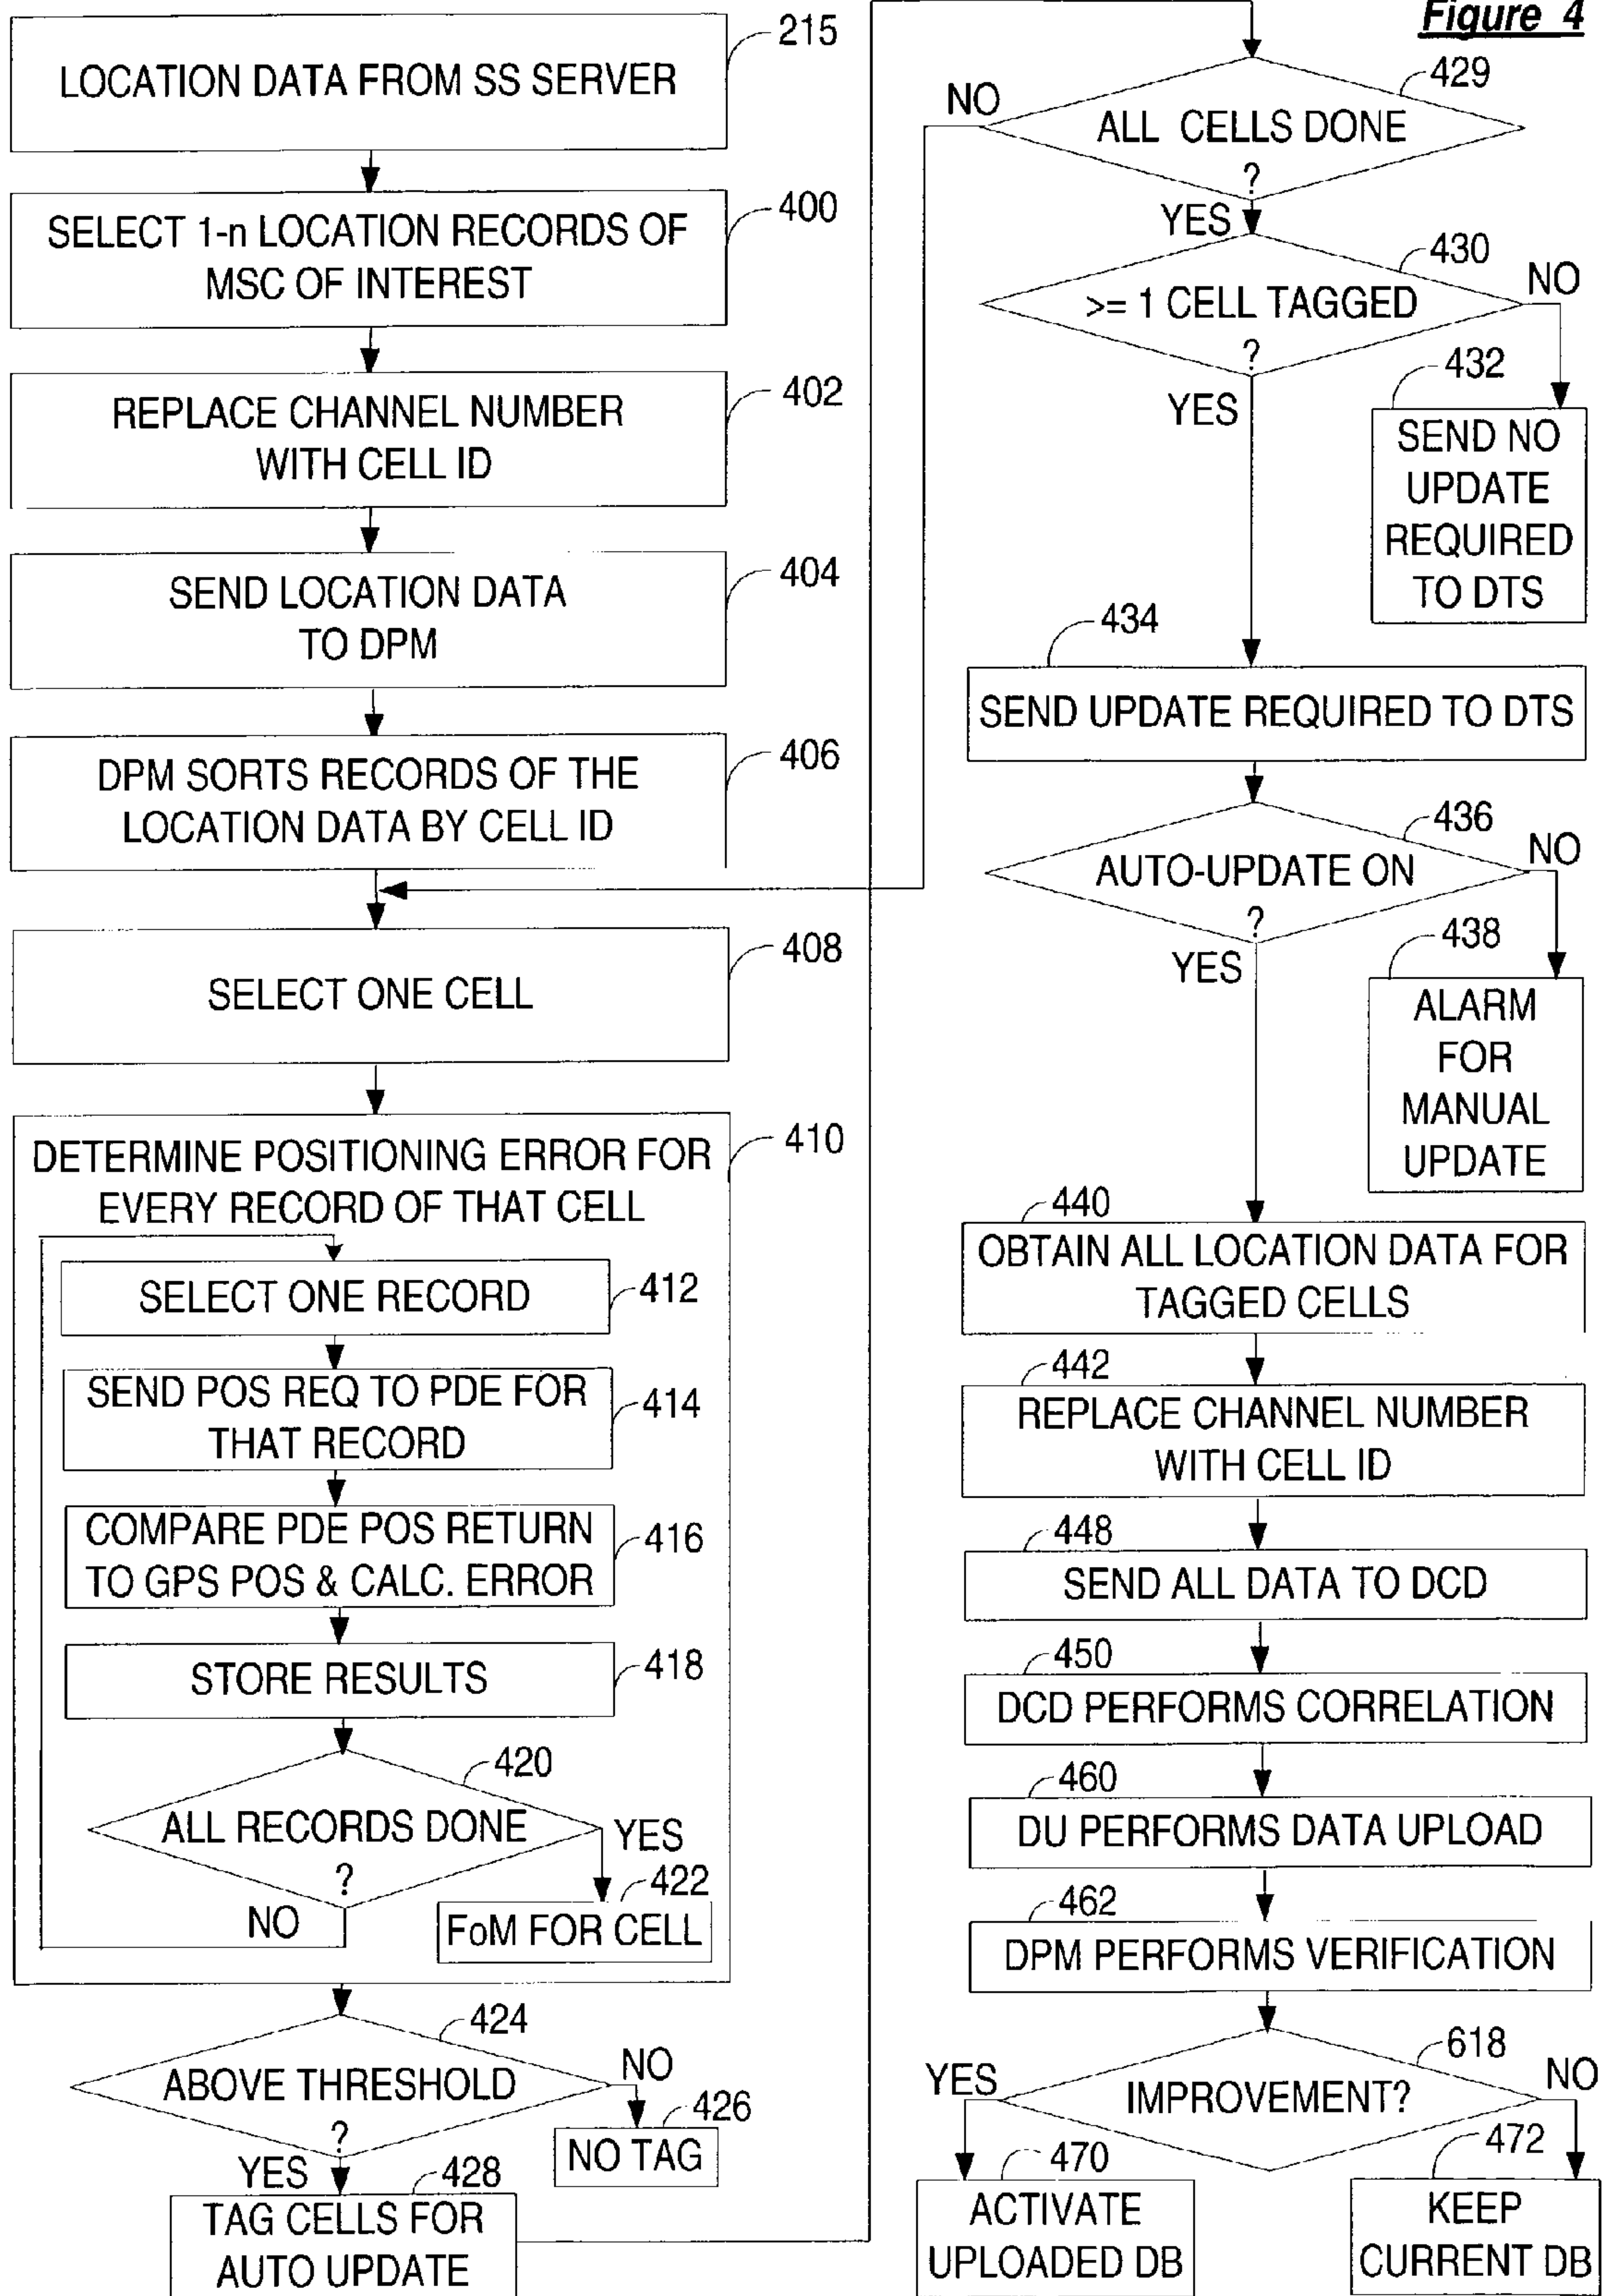 Figure 4
215
LOCATION DATA FROM SS SERVER
400
SELECT 1-n LOCATION RECORDS OF
MSC OF INTEREST
402
REPLACE CHANNEL NUMBER
WITH CELL ID
404
SEND LOCATION DATA
TO DPM
406
DPM SORTS RECORDS OF THE
LOCATION DATA BY CELL ID
408
SELECT ONE CELL
410
DETERMINE POSITIONING ERROR FOR
EVERY RECORD OF THAT CELL
SELECT ONE RECORD
412
SEND POS REQ TO PDE FOR
THAT RECORD
414
COMPARE PDE POS RETURN
TO GPS POS & CALC. ERROR
416
STORE RESULTS
418
420
ALL RECORDS DONE
?
YES
NO
422
FoM FOR CELL
424
ABOVE THRESHOLD
?
NO
426
NO TAG
YES
428
TAG CELLS FOR
AUTO UPDATE
429
NO
ALL CELLS DONE
?
YES
430
>= 1 CELL TAGGED
?
NO
YES
432
SEND NO
UPDATE
REQUIRED
TO DTS
434
SEND UPDATE REQUIRED TO DTS
436
AUTO-UPDATE ON
?
NO
YES
438
ALARM
FOR
MANUAL
UPDATE
440
OBTAIN ALL LOCATION DATA FOR
TAGGED CELLS
442
REPLACE CHANNEL NUMBER
WITH CELL ID
448
SEND ALL DATA TO DCD
450
DCD PERFORMS CORRELATION
460
DU PERFORMS DATA UPLOAD
462
DPM PERFORMS VERIFICATION
618
YES
IMPROVEMENT?
NO
470
ACTIVATE
UPLOADED DB
472
KEEP
CURRENT DB